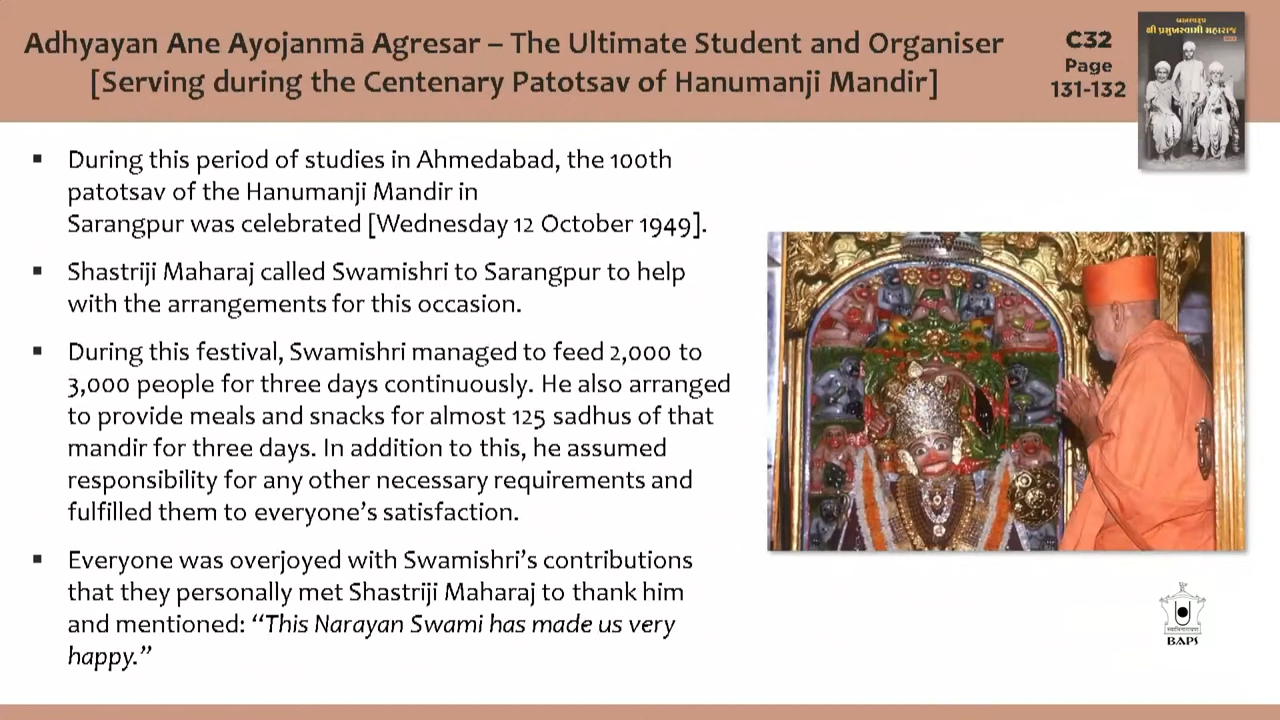 Adhyayan Ane Ayojanmā Agresar – The Ultimate Student and Organiser
[Serving during the Centenary Patotsav of Hanumanji Mandir]
C32
Page
131-132
શ્રી પ્રમુખસ્વામી મહારાજ
▪ During this period of studies in Ahmedabad, the 100th
patotsav of the Hanumanji Mandir in
Sarangpur was celebrated [Wednesday 12 October 1949].
▪ Shastriji Maharaj called Swamishri to Sarangpur to help
with the arrangements for this occasion.
▪ During this festival, Swamishri managed to feed 2,000 to
3,000 people for three days continuously. He also arranged
to provide meals and snacks for almost 125 sadhus of that
mandir for three days. In addition to this, he assumed
responsibility for any other necessary requirements and
fulfilled them to everyone’s satisfaction.
▪ Everyone was overjoyed with Swamishri’s contributions
that they personally met Shastriji Maharaj to thank him
and mentioned: “This Narayan Swami has made us very
happy.”
स्वामिनारायण
BAPS